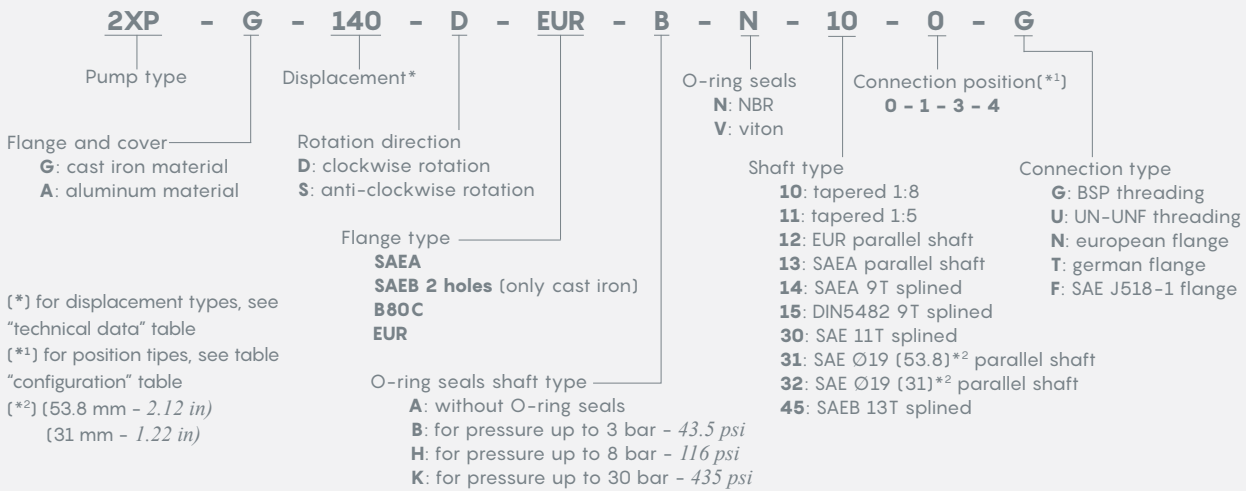 2XP - G - 140 - D - EUR - B - N - 10 - 0 - G
Pump type
Displacement*
Flange and cover
G: cast iron material
A: aluminum material
Rotation direction
D: clockwise rotation
S: anti-clockwise rotation
Flange type
SAEA
SAEB 2 holes (only cast iron)
B80C
EUR
O-ring seals shaft type
A: without O-ring seals
B: for pressure up to 3 bar - 43.5 psi
H: for pressure up to 8 bar - 116 psi
K: for pressure up to 30 bar - 435 psi
O-ring seals
N: NBR
V: viton
Shaft type
10: tapered 1:8
11: tapered 1:5
12: EUR parallel shaft
13: SAEA parallel shaft
14: SAEA 9T splined
15: DIN5482 9T splined
30: SAE 11T splined
31: SAE Ø19 (53.8)*2 parallel shaft
32: SAE Ø19 (31)*2 parallel shaft
45: SAEB 13T splined
Connection position(*1)
0 - 1 - 3 - 4
Connection type
G: BSP threading
U: UN-UNF threading
N: european flange
T: german flange
F: SAE J518-1 flange
(*) for displacement types, see
"technical data" table
(*1) for position tipes, see table
"configuration" table
(*2) (53.8 mm - 2.12 in)
(31 mm - 1.22 in)